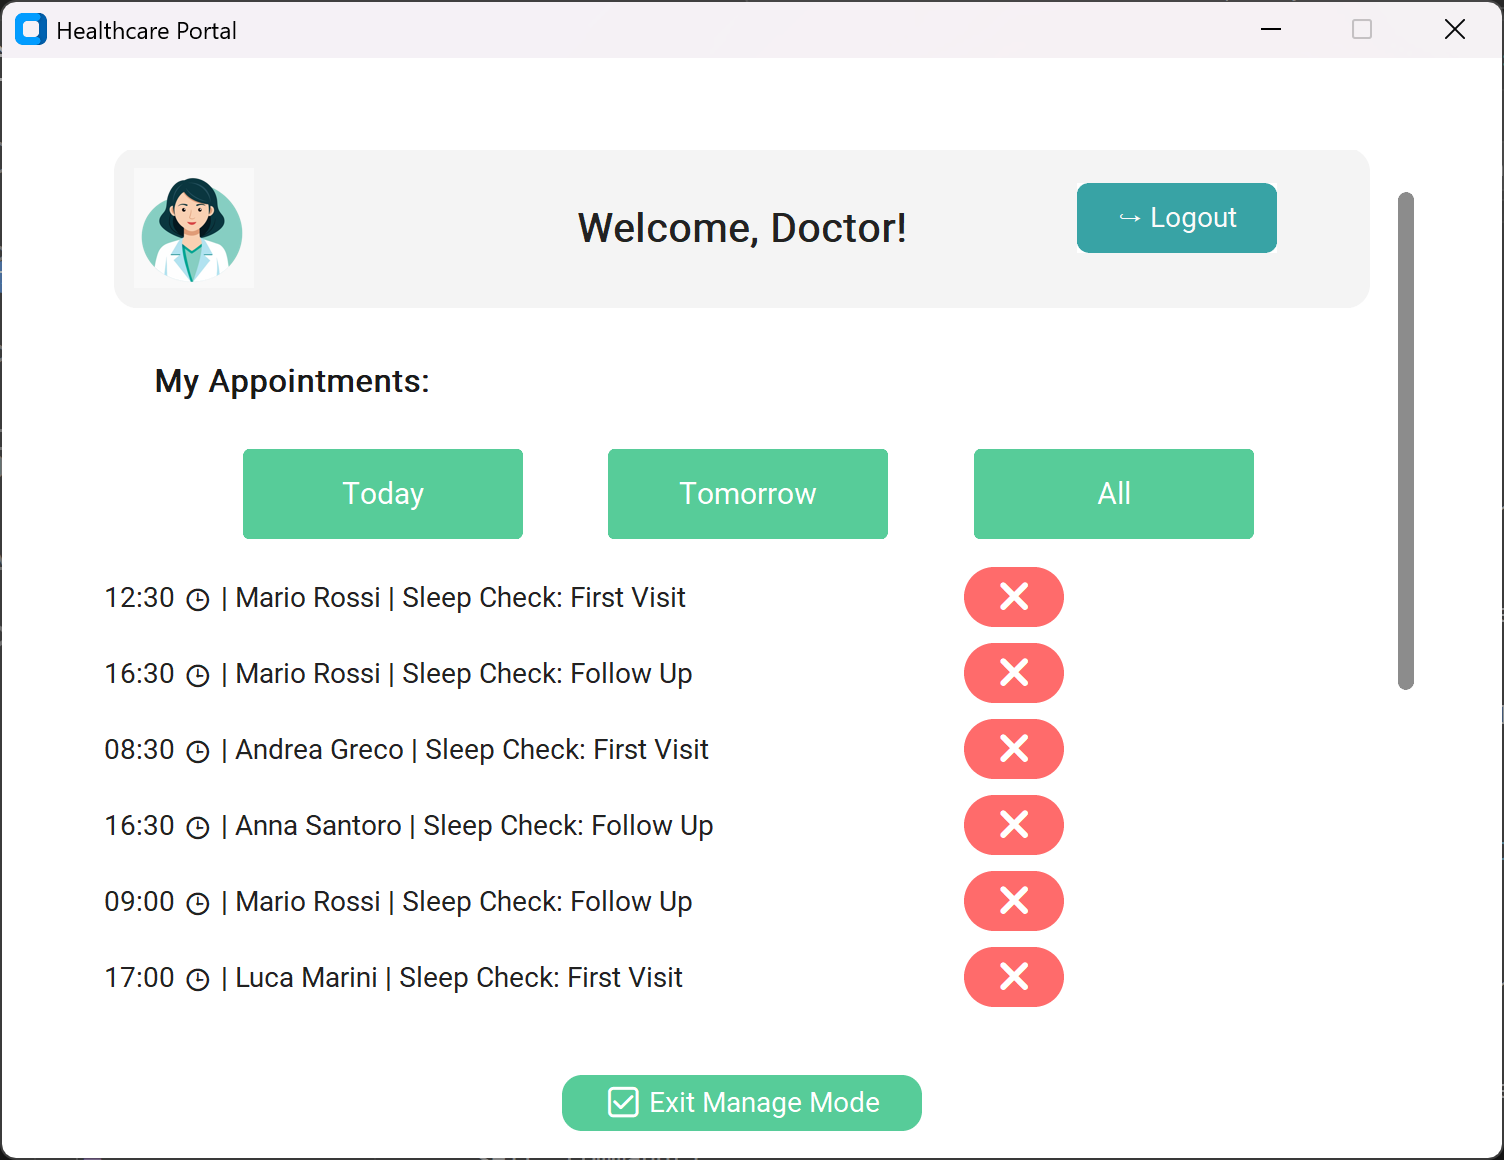 Healthcare Portal
Welcome, Doctor!
↪ Logout
My Appointments:
Today
Tomorrow
All
12:30 🕒 | Mario Rossi | Sleep Check: First Visit
16:30 🕒 | Mario Rossi | Sleep Check: Follow Up
08:30 🕒 | Andrea Greco | Sleep Check: First Visit
16:30 🕒 | Anna Santoro | Sleep Check: Follow Up
09:00 🕒 | Mario Rossi | Sleep Check: Follow Up
17:00 🕒 | Luca Marini | Sleep Check: First Visit
Exit Manage Mode